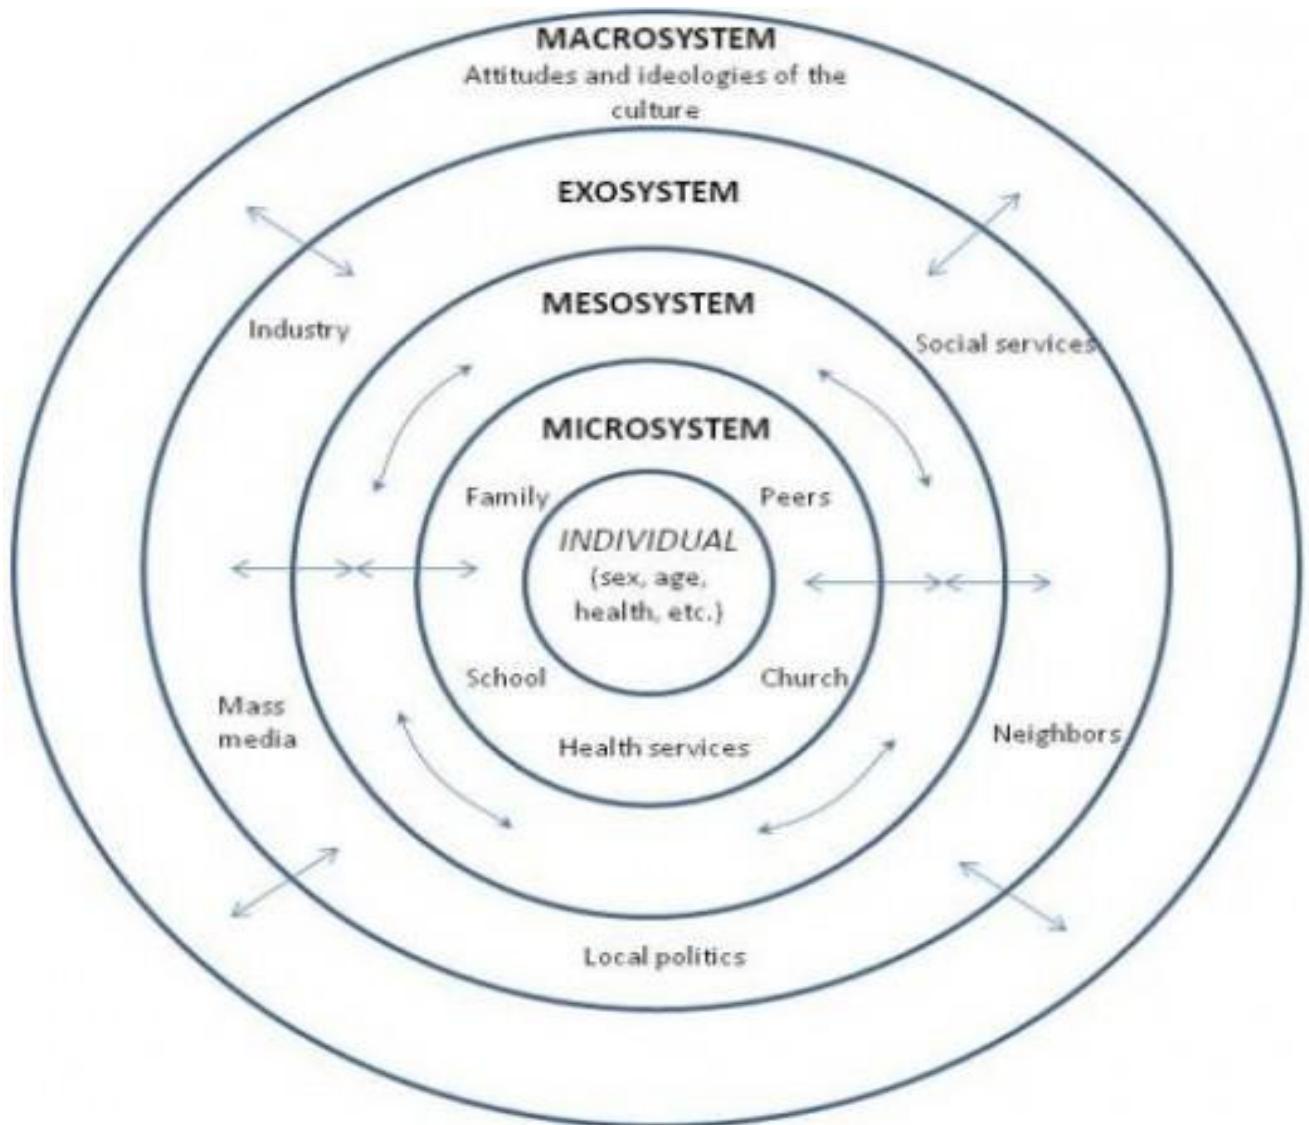 MACROSYSTEM
Attitudes and ideologies of the
culture
EXOSYSTEM
MESOSYSTEM
Industry
Social services
MICROSYSTEM
Family
Peers
INDIVIDUAL
(sex, age,
health, etc.)
School
Church
Mass
media
Neighbors
Health services
Local politics